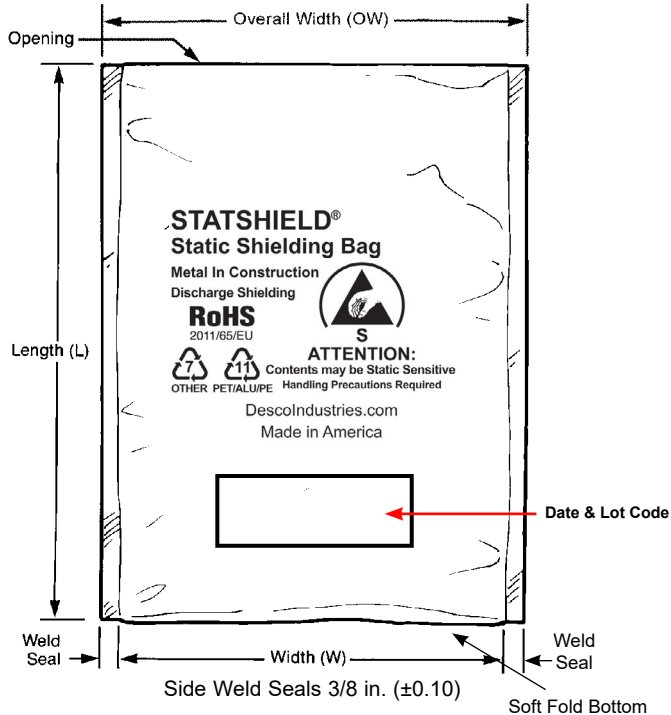 Overall Width (OW)
Opening
STATSHIELD®
Static Shielding Bag
Metal In Construction
Discharge Shielding
RoHS
2011/65/EU
S
ATTENTION:
Contents may be Static Sensitive
Handling Precautions Required
7
OTHER
11
PET/ALU/PE
DescoIndustries.com
Made in America
Length (L)
Date & Lot Code
Weld
Seal
Width (W)
Weld
Seal
Side Weld Seals 3/8 in. (±0.10)
Soft Fold Bottom